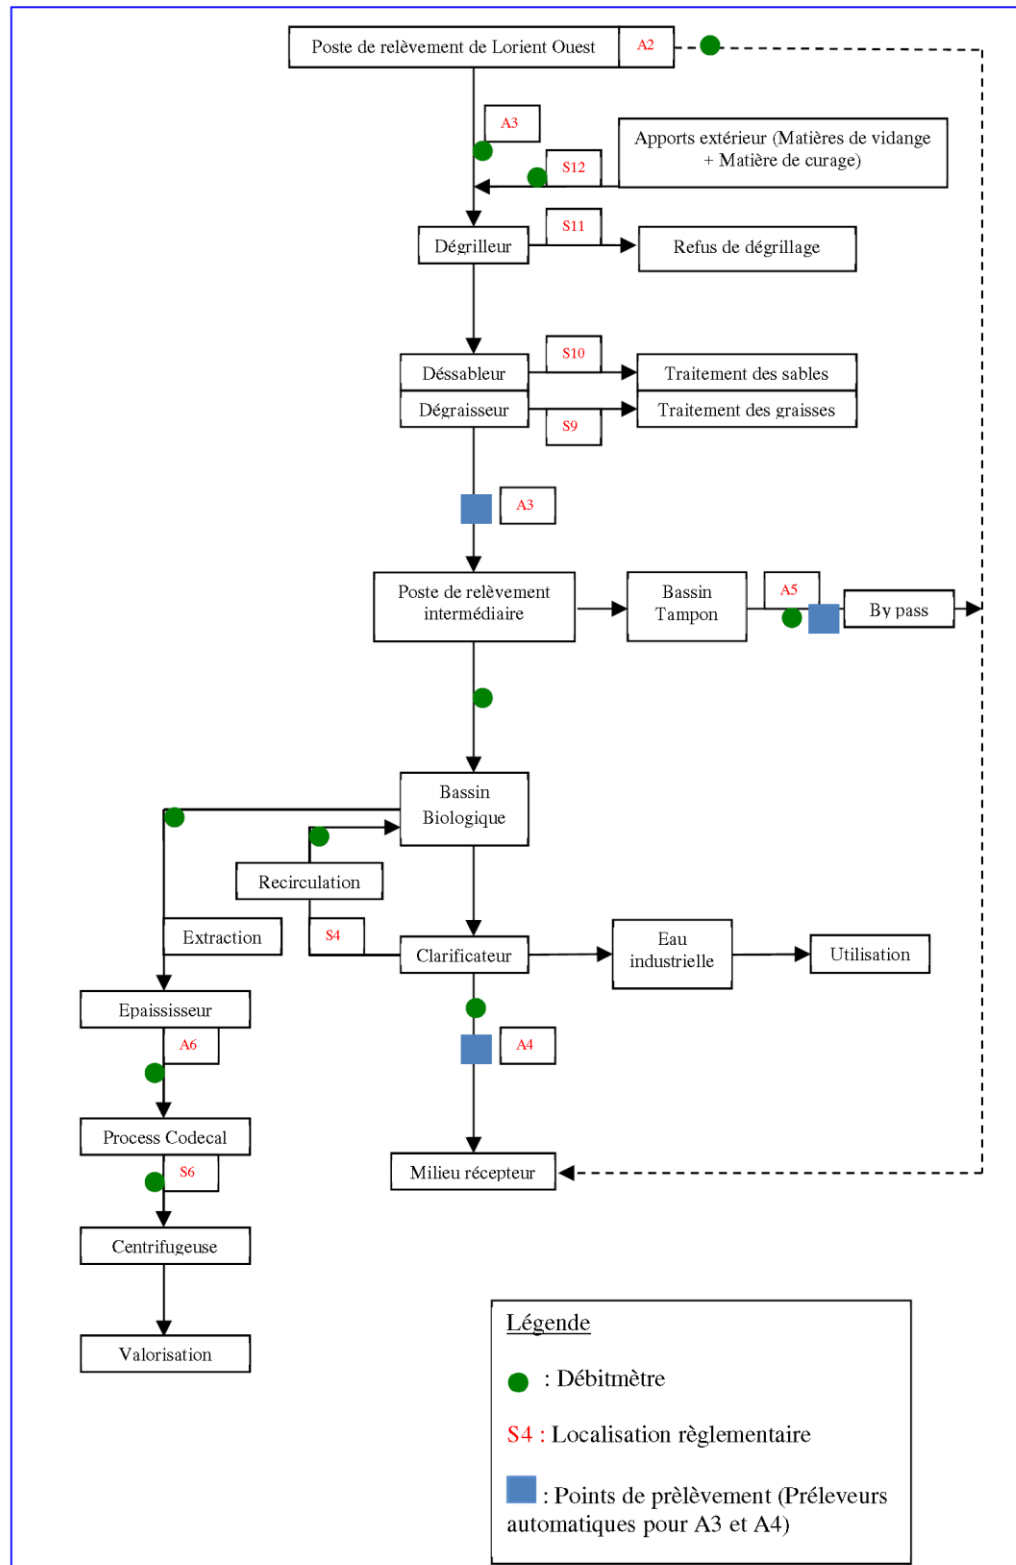 Poste de relèvement de Lorient Ouest
A2
A3
Apports extérieur (Matières de vidange
+ Matière de curage)
S12
S11
Dégrilleur
Refus de dégrillage
S10
Déssableur
Traitement des sables
Dégraisseur
Traitement des graisses
S9
A3
Poste de relèvement
intermédiaire
Bassin
Tampon
A5
By pass
Bassin
Biologique
Recirculation
Extraction
S4
Clarificateur
Eau
industrielle
Utilisation
Epaississeur
A6
A4
Process Codecal
S6
Milieu récepteur
Centrifugeuse
Valorisation
Légende
: Débitmètre
S4 : Localisation règlementaire
: Points de prèlèvement (Préleveurs
automatiques pour A3 et A4)